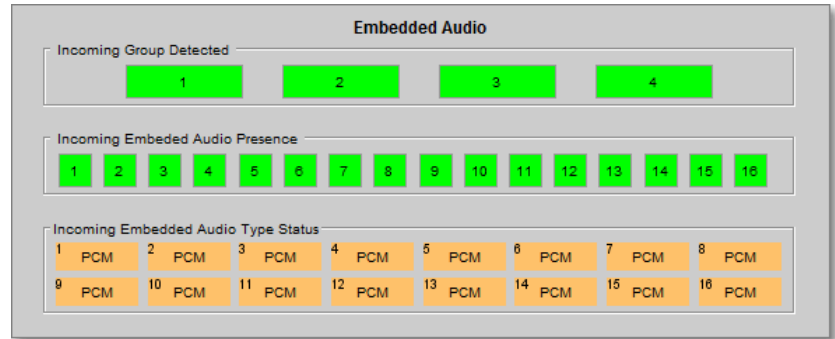 Embedded Audio
Incoming Group Detected
1 2 3 4
Incoming Embeded Audio Presence
1 2 3 4 5 6 7 8 9 10 11 12 13 14 15 16
Incoming Embedded Audio Type Status
1 PCM 2 PCM 3 PCM 4 PCM 5 PCM 6 PCM 7 PCM 8 PCM
9 PCM 10 PCM 11 PCM 12 PCM 13 PCM 14 PCM 15 PCM 16 PCM